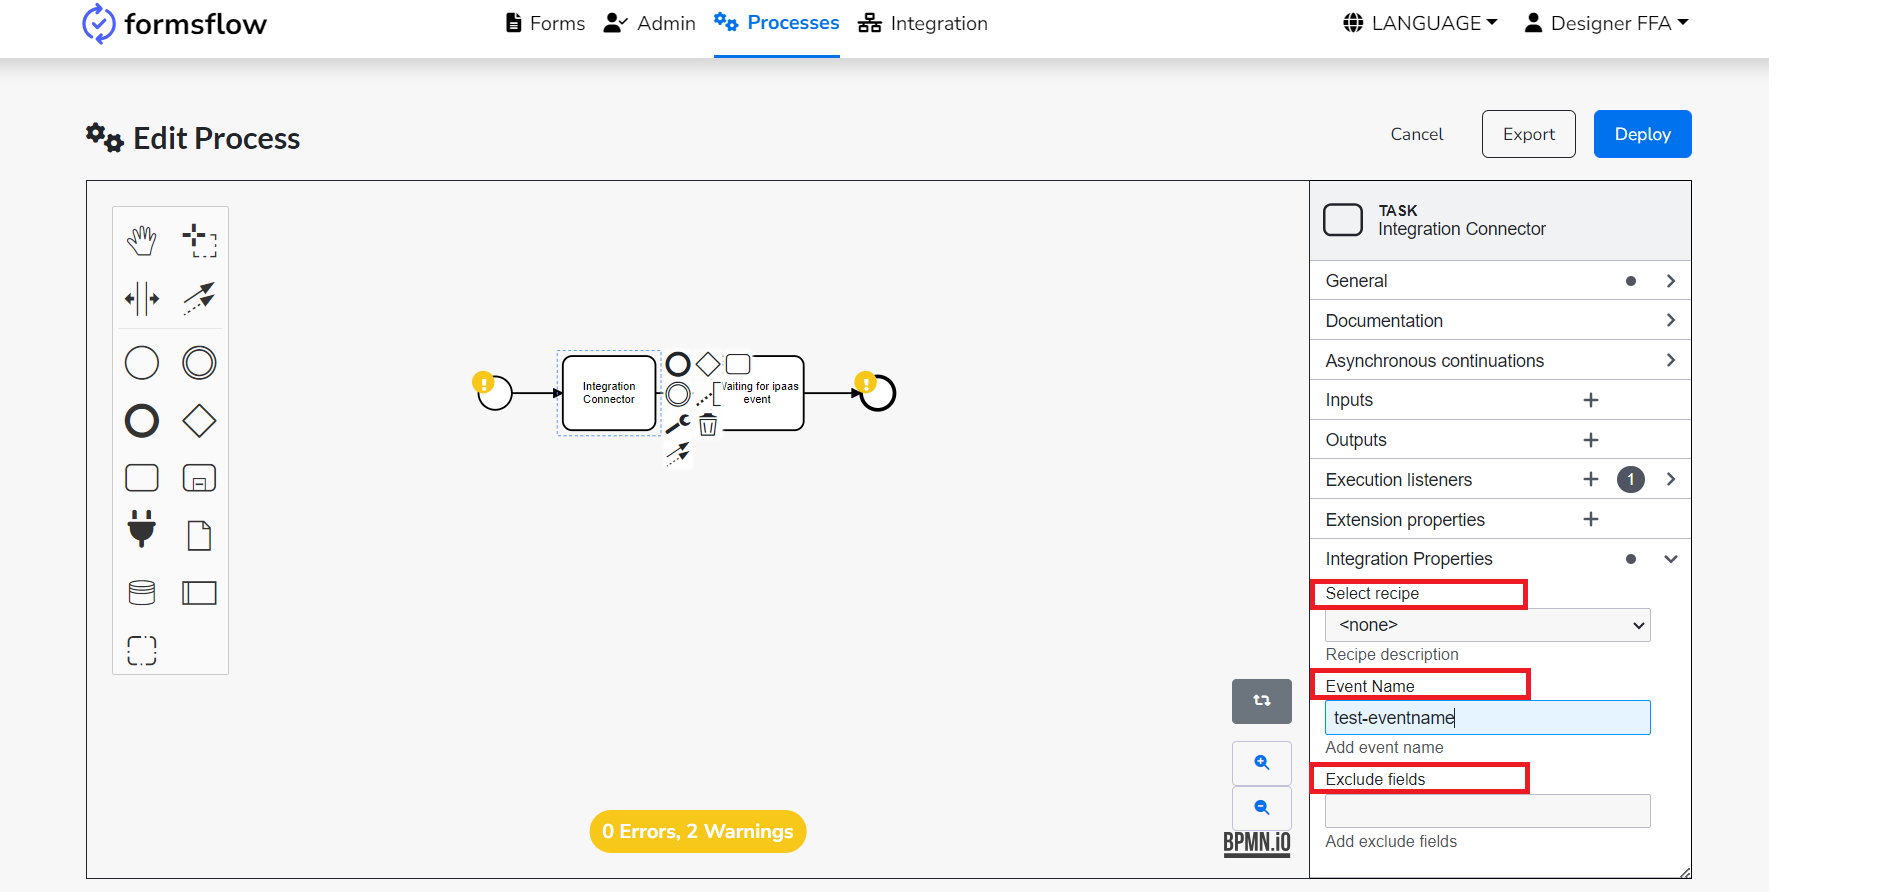 formsflow
Forms
Admin
Processes
Integration
LANGUAGE
Designer FFA
Edit Process
Cancel
Export
Deploy
TASK
Integration Connector
General
Documentation
Asynchronous continuations
Inputs
Outputs
Execution listeners
1
Extension properties
Integration Properties
Select recipe
<none>
Recipe description
Event Name
test-eventname
Add event name
Exclude fields
Add exclude fields
Integration
Connector
Waiting for ipaas
event
0 Errors, 2 Warnings
BPMN.iO